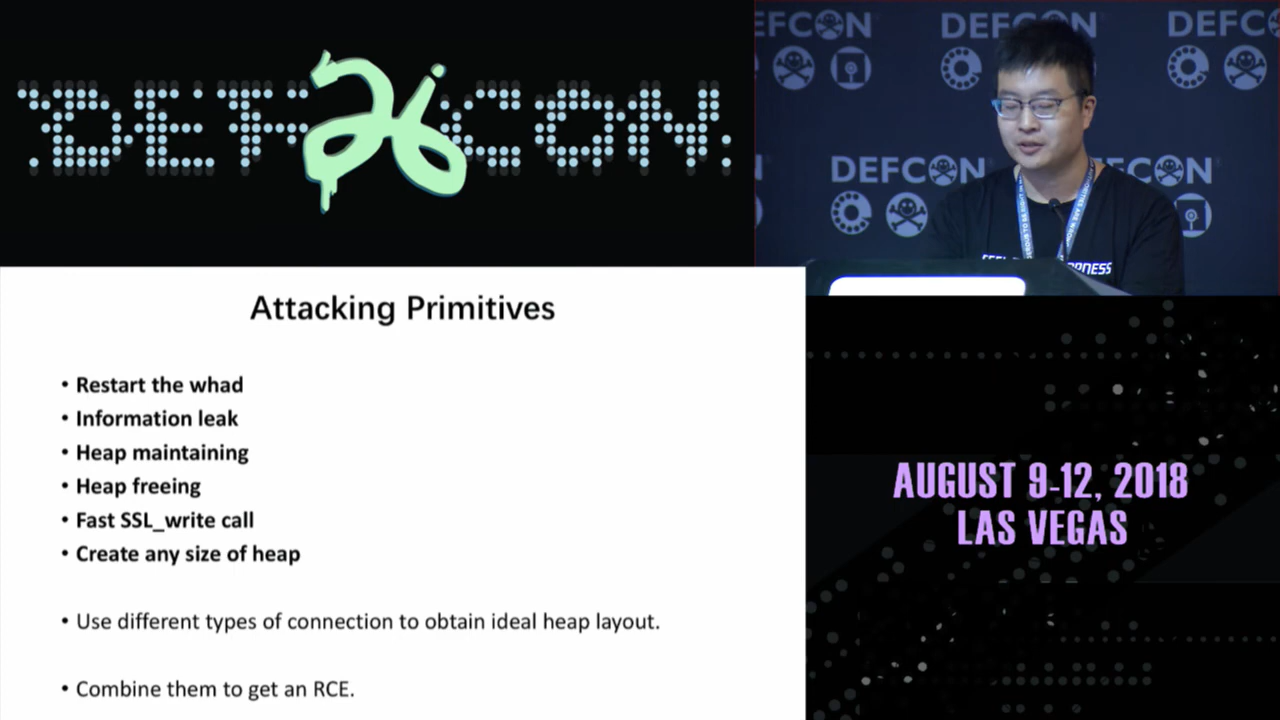 DEF CON
26
DEFCON
DEFCON
DEFCON
DEFCON
Attacking Primitives
• Restart the whad
• Information leak
• Heap maintaining
• Heap freeing
• Fast SSL_write call
• Create any size of heap
• Use different types of connection to obtain ideal heap layout.
• Combine them to get an RCE.
AUGUST 9-12, 2018
LAS VEGAS